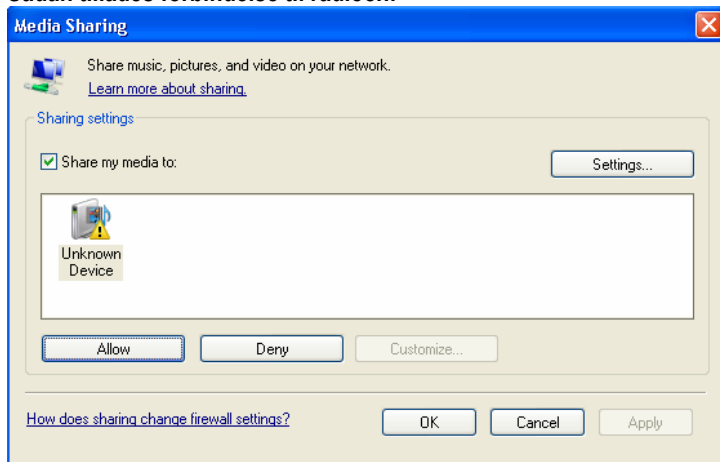 Media Sharing
Share music, pictures, and video on your network.
Learn more about sharing.
Sharing settings
Share my media to:
Settings...
Unknown
Device
Allow
Deny
Customize...
How does sharing change firewall settings?
OK
Cancel
Apply